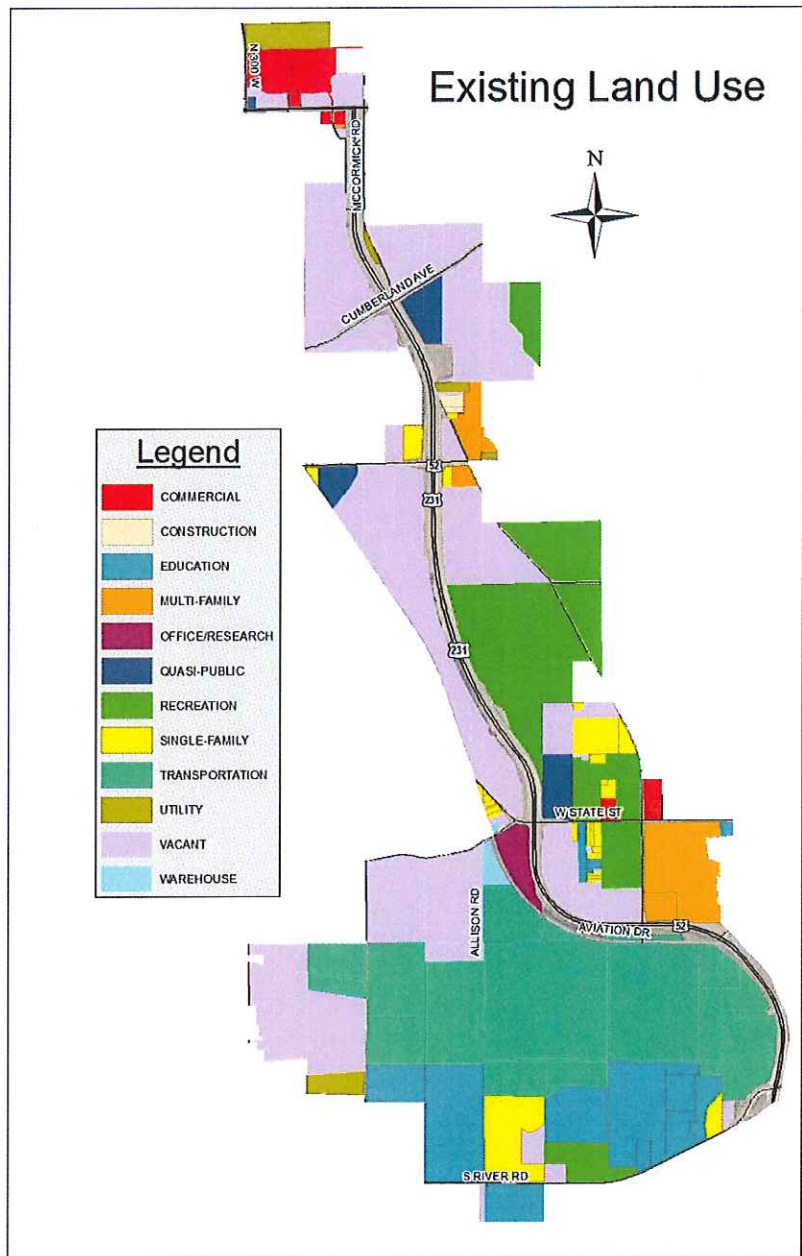 Existing Land Use
N
N 300 W
MCCORMICK RD
CUMBERLAND AVE
52
231
231
W STATE ST
ALLISON RD
AVIATION DR
52
S RIVER RD
Legend
COMMERCIAL
CONSTRUCTION
EDUCATION
MULTI-FAMILY
OFFICE/RESEARCH
QUASI-PUBLIC
RECREATION
SINGLE-FAMILY
TRANSPORTATION
UTILITY
VACANT
WAREHOUSE